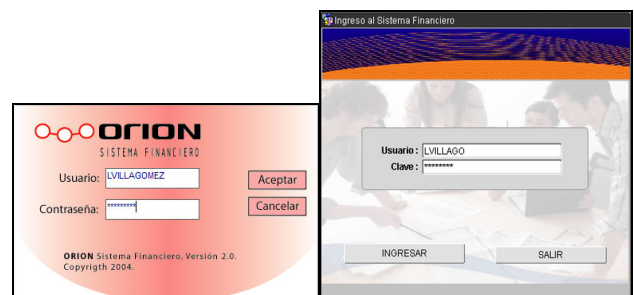 ORION
SISTEMA FINANCIERO
Usuario: LVILLAGOMEZ
Aceptar
Contraseña: *********
Cancelar
ORION Sistema Financiero, Versión 2.0.
Copyrigth 2004.
Ingreso al Sistema Financiero
Usuario : LVILLAGO
Clave : ********
INGRESAR
SALIR